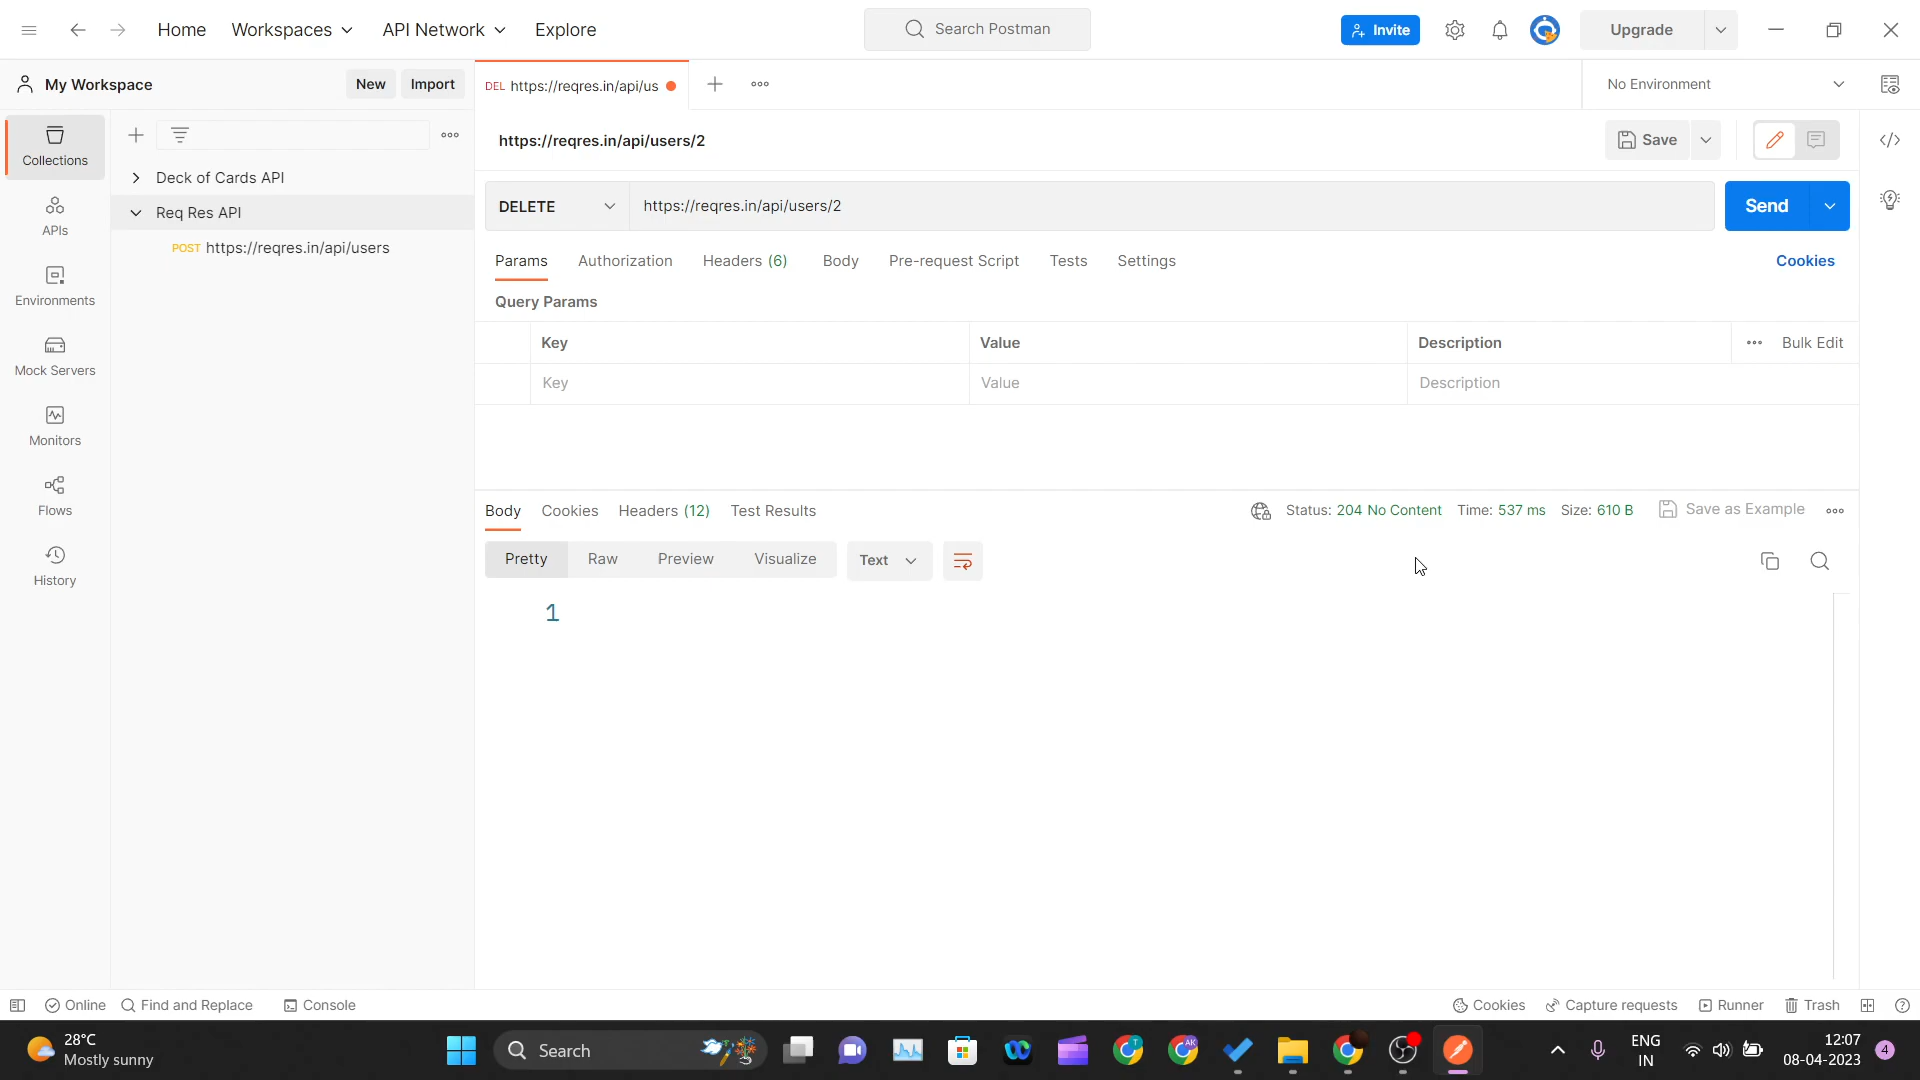 Home Workspaces API Network Explore Search Postman Invite Upgrade
My Workspace New Import DEL https://reqres.in/api/us No Environment
https://reqres.in/api/users/2 Save
Collections
Deck of Cards API
Req Res API
POST https://reqres.in/api/users
APIs
Environments
Mock Servers
Monitors
Flows
History
DELETE https://reqres.in/api/users/2 Send
Params Authorization Headers (6) Body Pre-request Script Tests Settings Cookies
Query Params
Key Value Description Bulk Edit
Key Value Description
Body Cookies Headers (12) Test Results Status: 204 No Content Time: 537 ms Size: 610 B Save as Example
Pretty Raw Preview Visualize Text
1
Online Find and Replace Console Cookies Capture requests Runner Trash
28°C
Mostly sunny
Search
T
AK
ENG
IN
12:07
08-04-2023
4